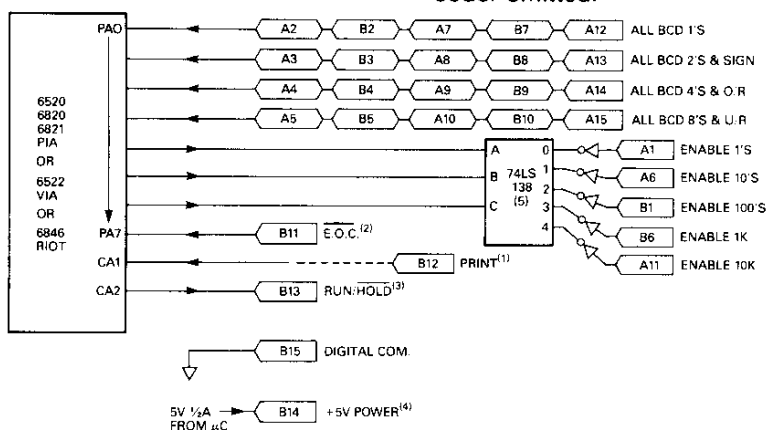 PA0
A2 B2 A7 B7 A12 ALL BCD 1'S
A3 B3 A8 B8 A13 ALL BCD 2'S & SIGN
A4 B4 A9 B9 A14 ALL BCD 4'S & O/R
A5 B5 A10 B10 A15 ALL BCD 8'S & U/R
6520
6820
6821
PIA
OR
6522
VIA
OR
6846
RIOT
A 0 A1 ENABLE 1'S
B 74LS 1 A6 ENABLE 10'S
138 2 B1 ENABLE 100'S
C (5) 3 B6 ENABLE 1K
4 A11 ENABLE 10K
PA7 B11 E.O.C.(2)
CA1 B12 PRINT(1)
CA2 B13 RUN/HOLD(3)
B15 DIGITAL COM.
5V ½A B14 +5V POWER(4)
FROM µC